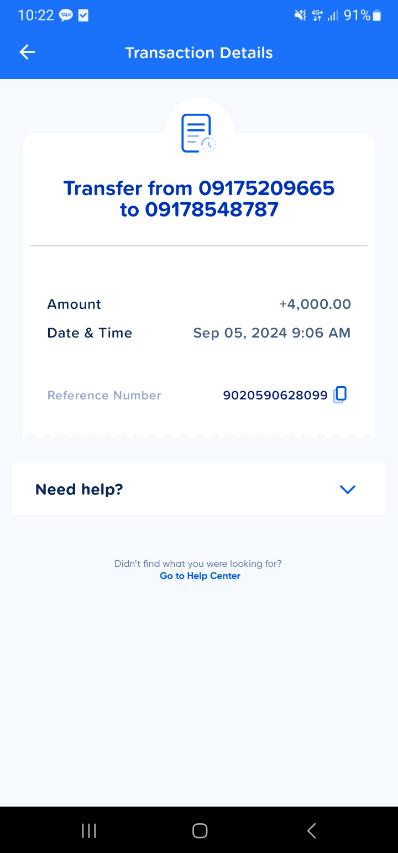 10:22 TALK 4G+ 91%
Transaction Details
Transfer from 09175209665
to 09178548787
Amount +4,000.00
Date & Time Sep 05, 2024 9:06 AM
Reference Number 9020590628099
Need help?
Didn't find what you were looking for?
Go to Help Center